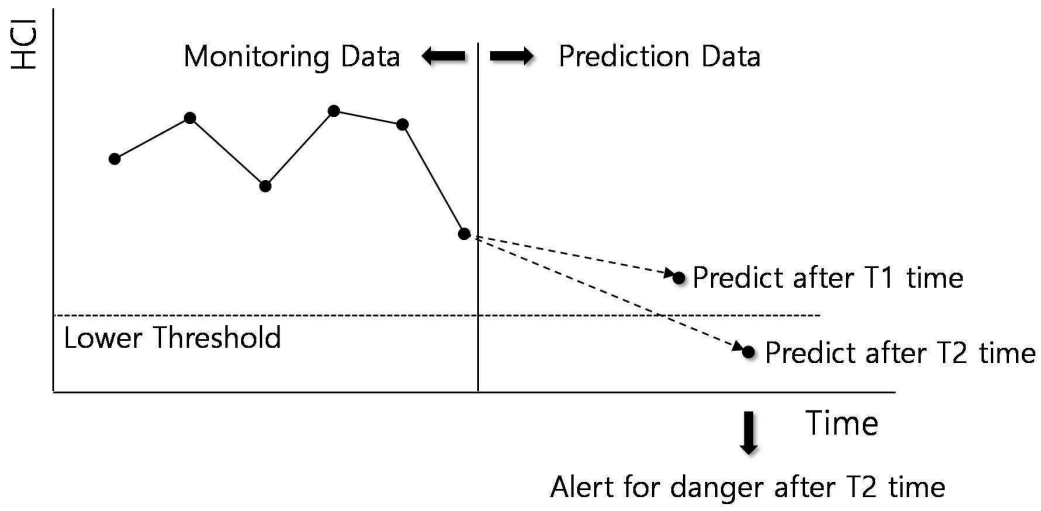 HCI
Monitoring Data
Prediction Data
Predict after T1 time
Lower Threshold
Predict after T2 time
Time
Alert for danger after T2 time